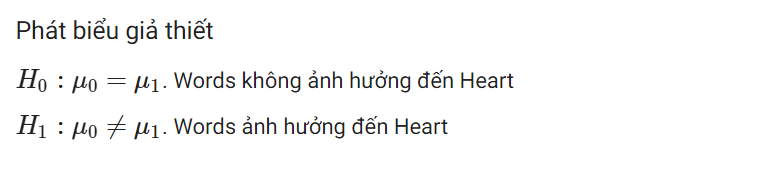 Phát biểu giả thiết
H₀ : μ₀ = μ₁. Words không ảnh hưởng đến Heart
H₁ : μ₀ ≠ μ₁. Words ảnh hưởng đến Heart